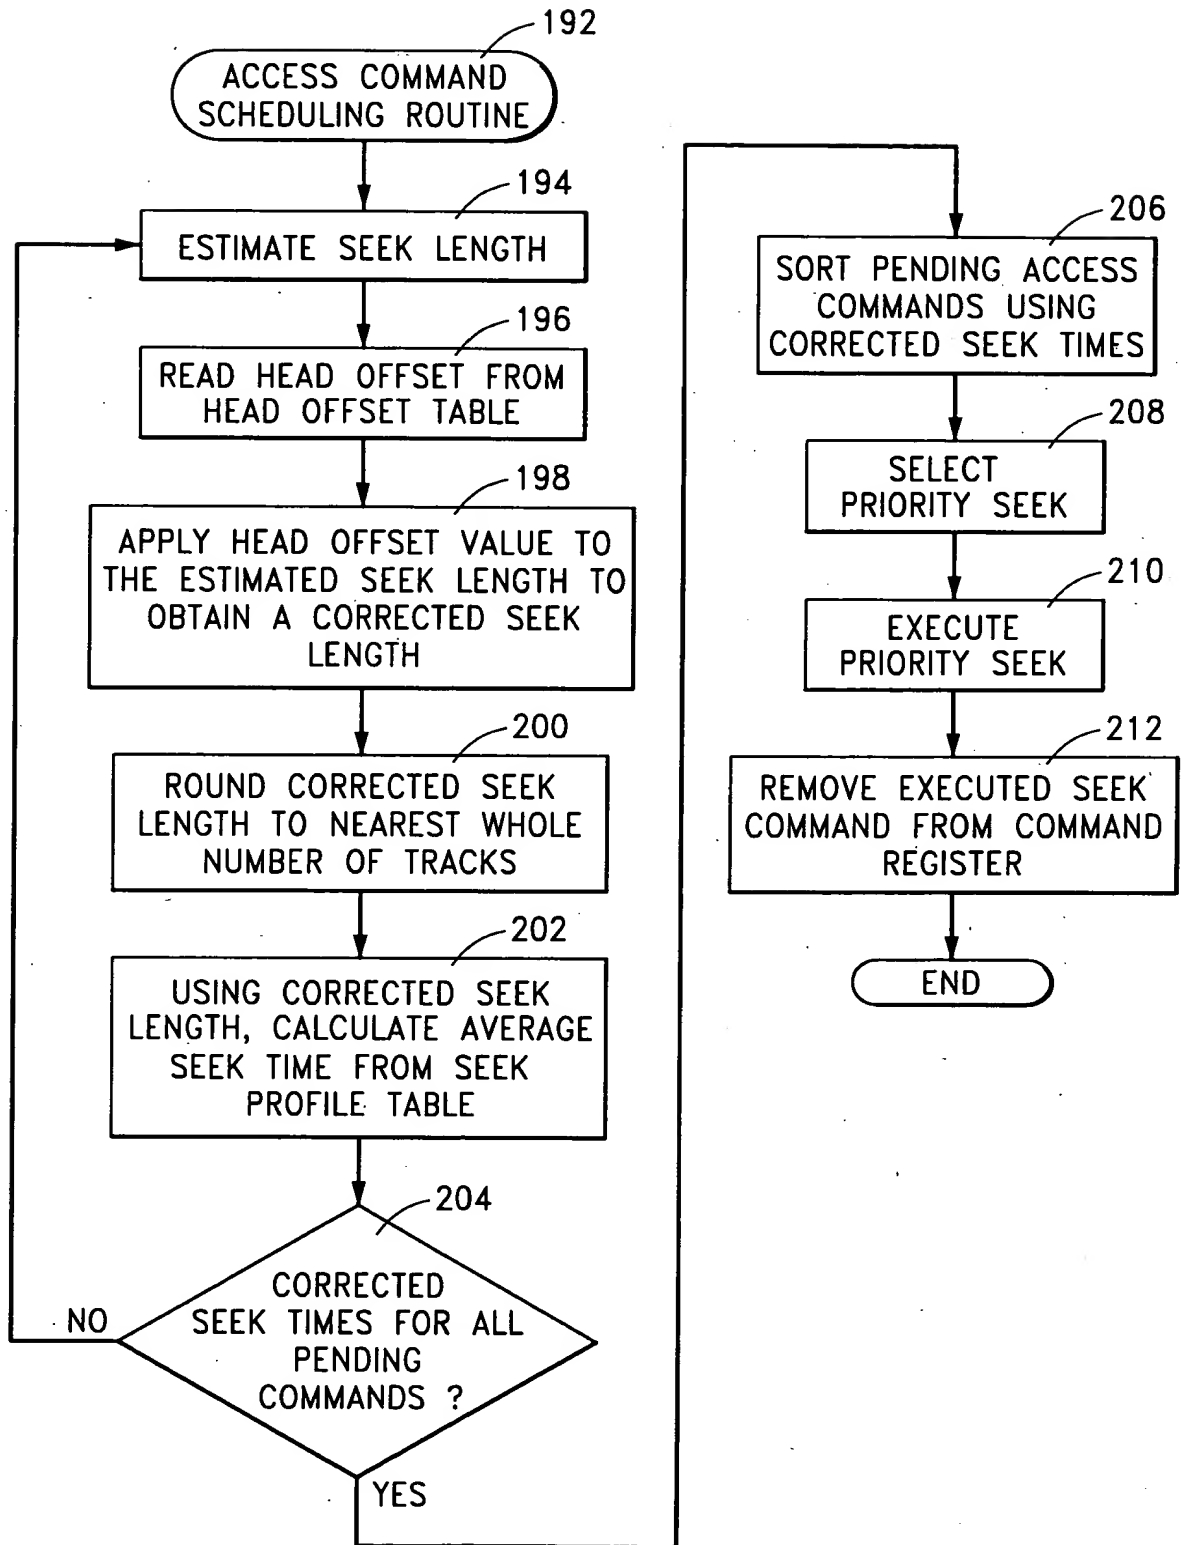 192
ACCESS COMMAND
SCHEDULING ROUTINE
194
ESTIMATE SEEK LENGTH
196
READ HEAD OFFSET FROM
HEAD OFFSET TABLE
198
APPLY HEAD OFFSET VALUE TO
THE ESTIMATED SEEK LENGTH TO
OBTAIN A CORRECTED SEEK
LENGTH
200
ROUND CORRECTED SEEK
LENGTH TO NEAREST WHOLE
NUMBER OF TRACKS
202
USING CORRECTED SEEK
LENGTH, CALCULATE AVERAGE
SEEK TIME FROM SEEK
PROFILE TABLE
204
CORRECTED
SEEK TIMES FOR ALL
PENDING
COMMANDS ?
NO
YES
206
SORT PENDING ACCESS
COMMANDS USING
CORRECTED SEEK TIMES
208
SELECT
PRIORITY SEEK
210
EXECUTE
PRIORITY SEEK
212
REMOVE EXECUTED SEEK
COMMAND FROM COMMAND
REGISTER
END